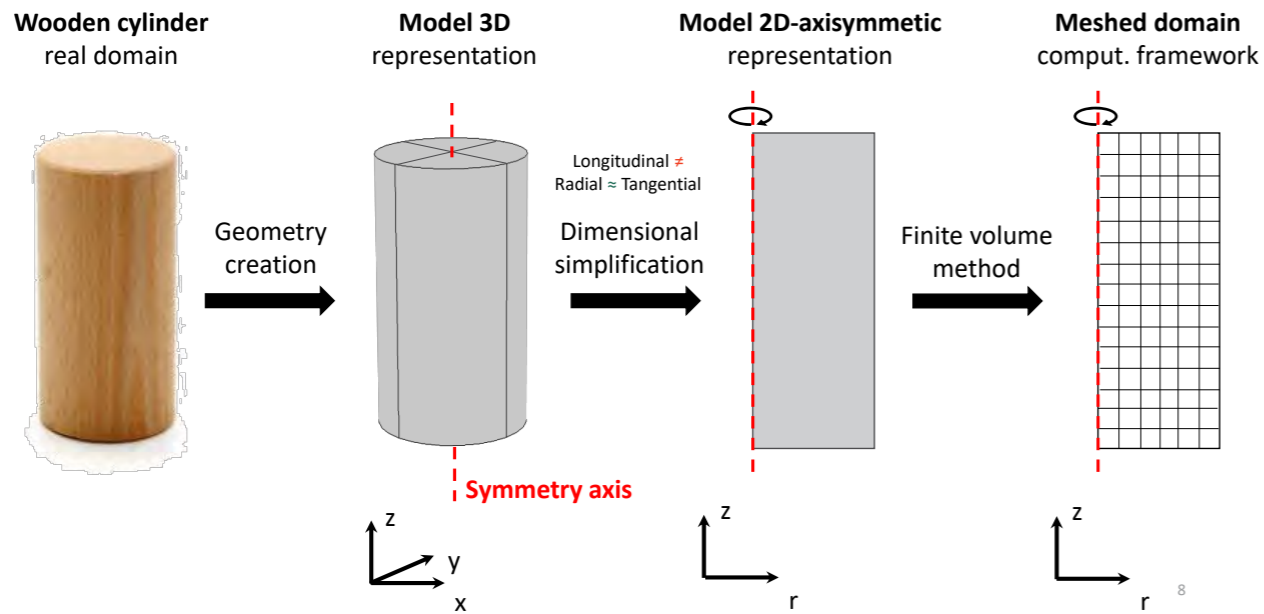 Wooden cylinder
real domain
Model 3D
representation
Model 2D-axisymmetic
representation
Meshed domain
comput. framework
Geometry
creation
Longitudinal ≠
Radial ≈ Tangential
Dimensional
simplification
Finite volume
method
Symmetry axis
z
y
x
z
r
z
r
8